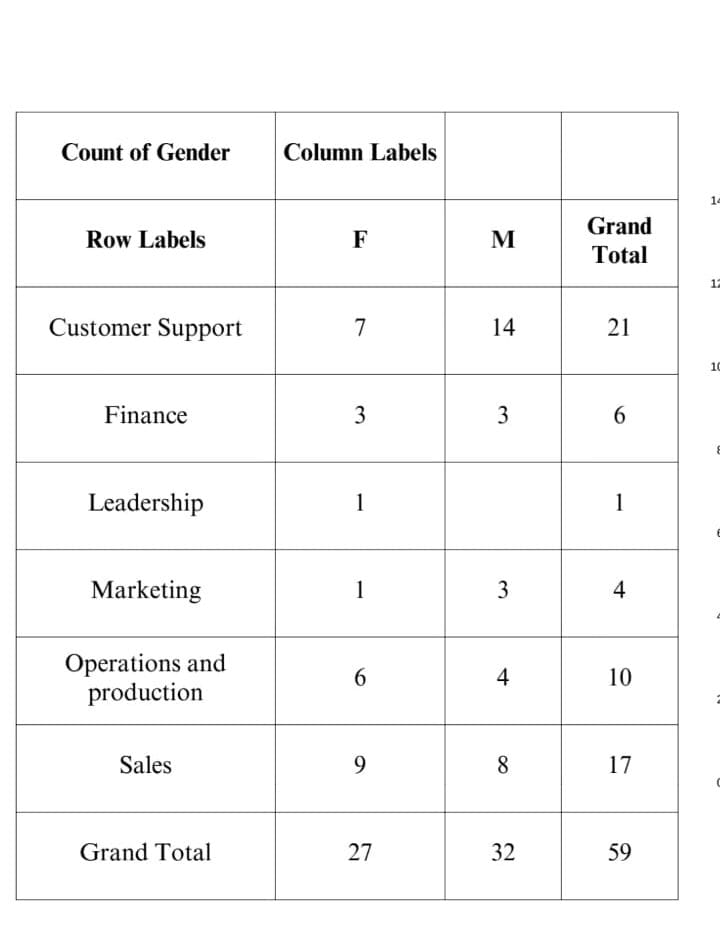 Count of Gender Column Labels
Row Labels F M Grand Total
Customer Support 7 14 21
Finance 3 3 6
Leadership 1 1
Marketing 1 3 4
Operations and production 6 4 10
Sales 9 8 17
Grand Total 27 32 59